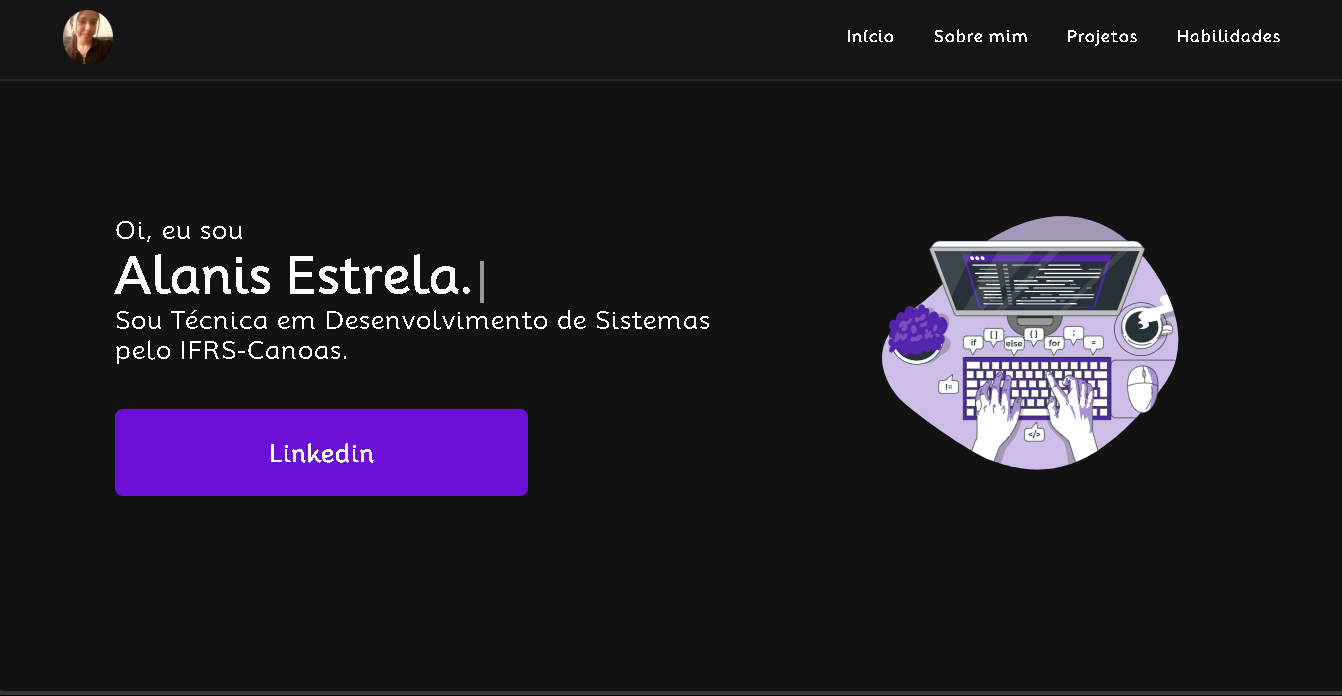 Início Sobre mim Projetos Habilidades
Oi, eu sou
Alanis Estrela.
Sou Técnica em Desenvolvimento de Sistemas
pelo IFRS-Canoas.
Linkedin
if [ ] else { } for ; =
!=
</>